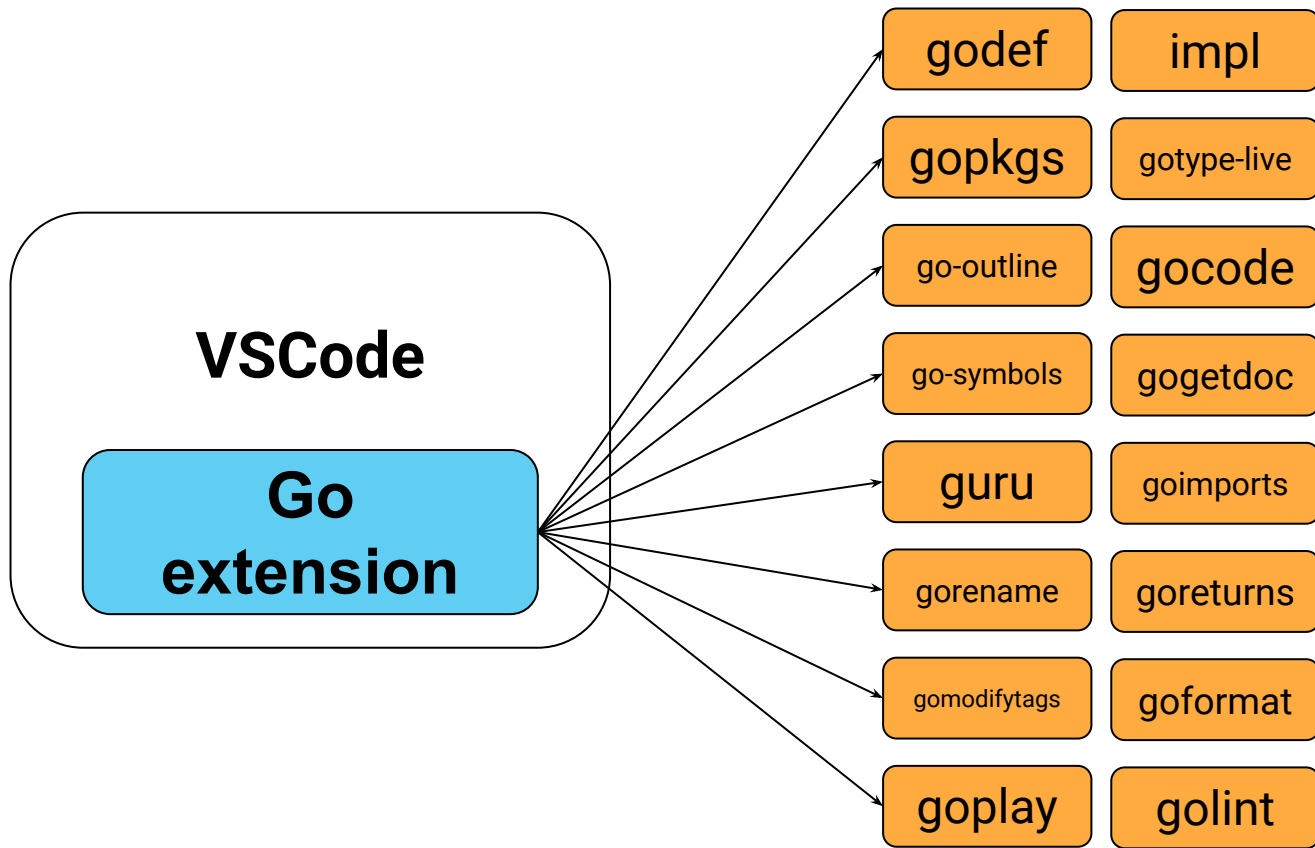 VSCode
Go
extension
godef
impl
gopkgs
gotype-live
go-outline
gocode
go-symbols
gogetdoc
guru
goimports
gorename
goreturns
gomodifytags
goformat
goplay
golint